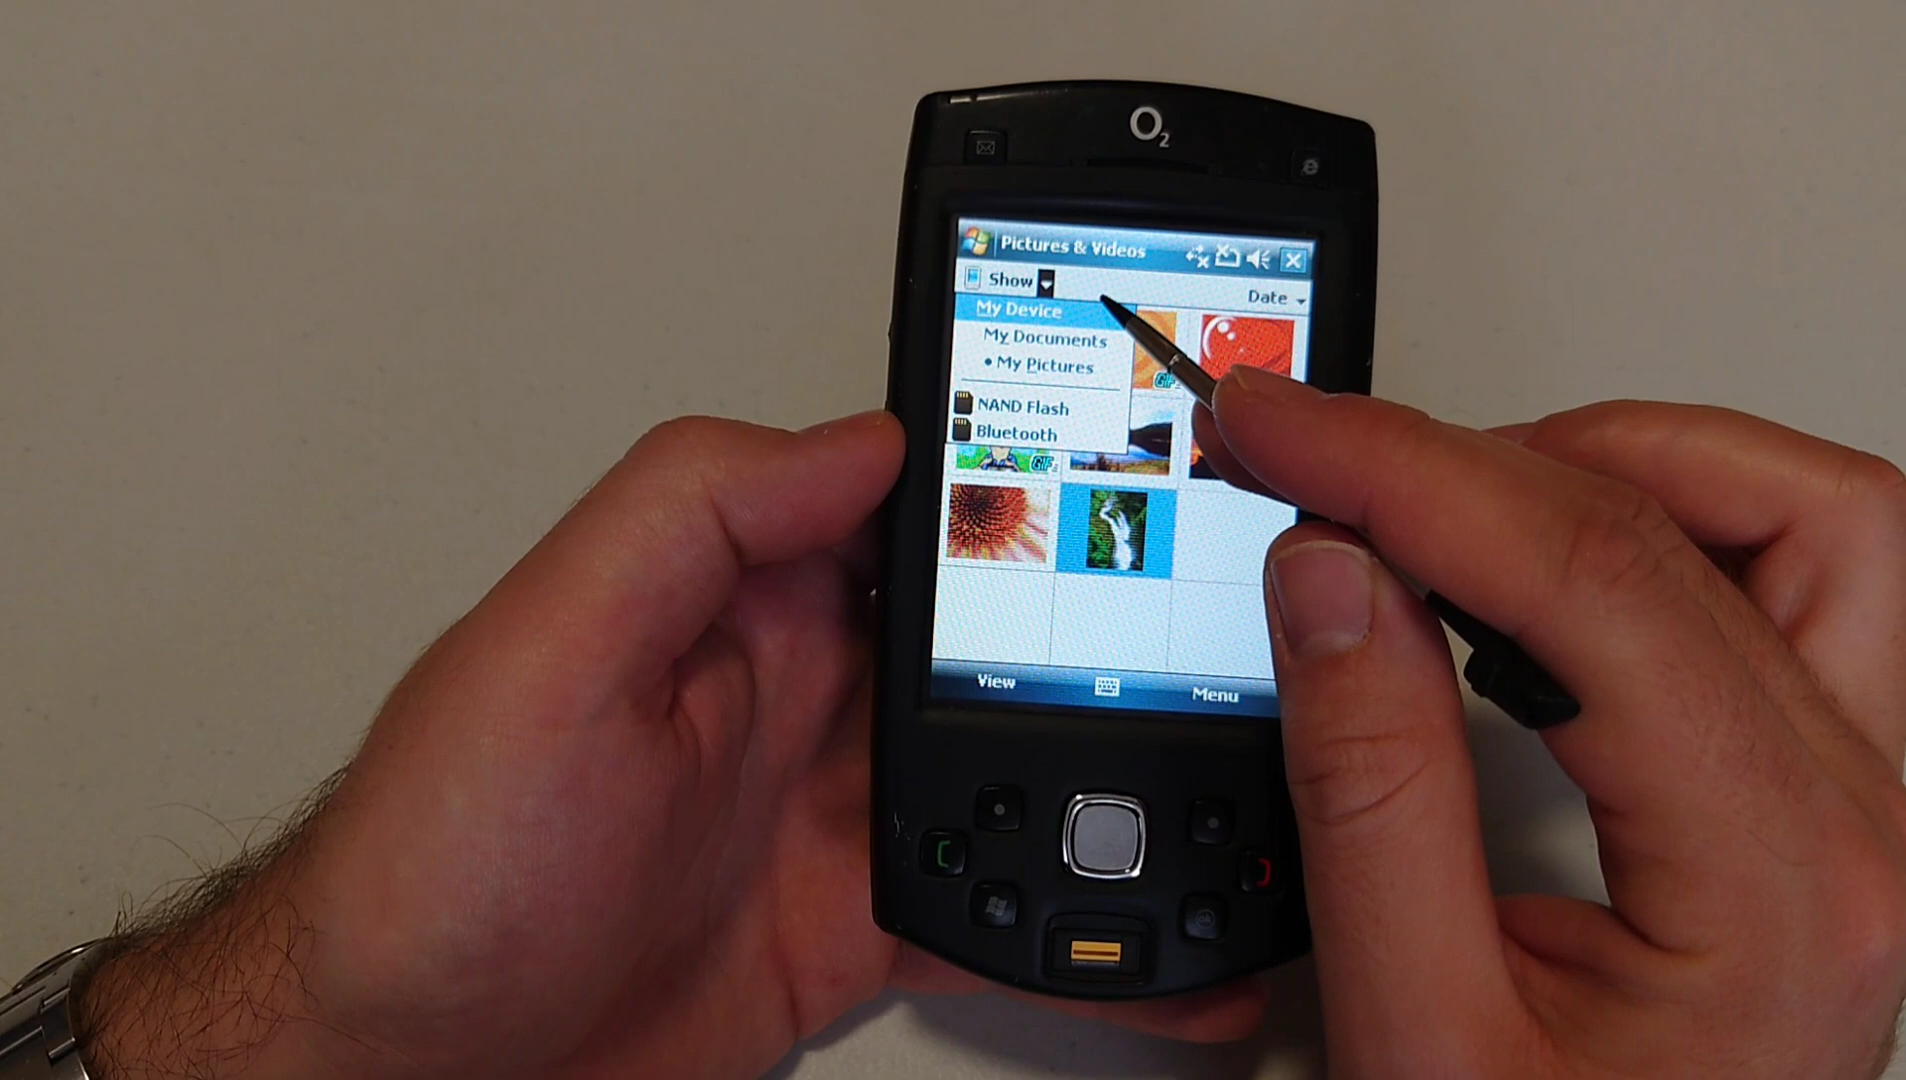 O2
Pictures & Videos
Show
Date
My Device
My Documents
• My Pictures
GIF
NAND Flash
Bluetooth
GIF
View
Menu